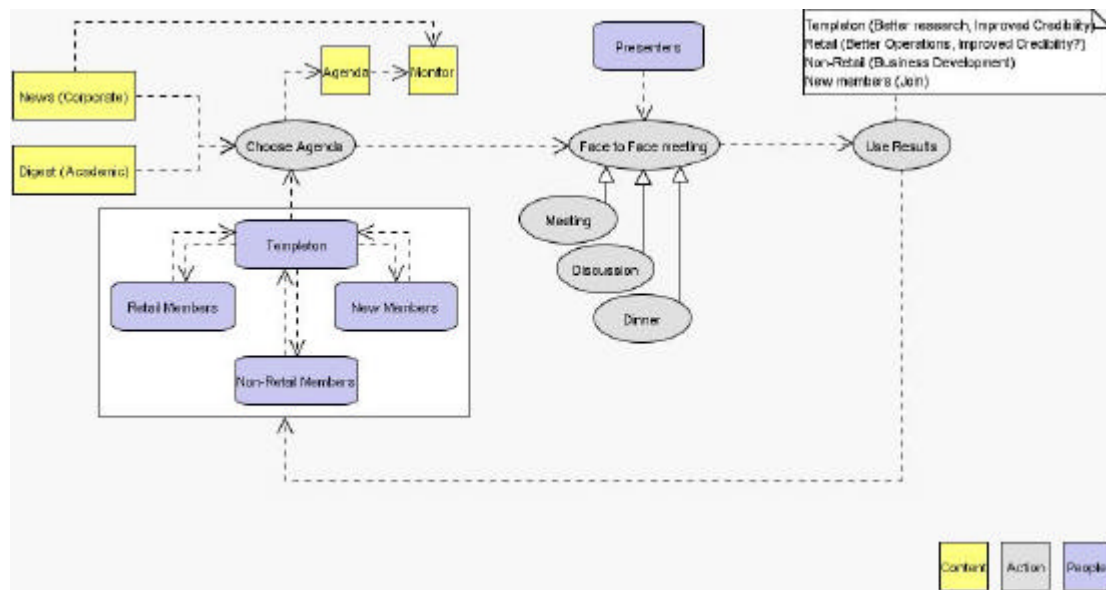 Templeton (Better research, Improved Credibility)
Retail (Better Operations, Improved Credibility?)
Non-Retail (Business Development)
New members (Join)
Presenters
Agenda
Monitor
News (Corporate)
Choose Agenda
Face to Face meeting
Use Results
Digest (Academic)
Meeting
Templeton
Discussion
Retail Members
New Members
Dinner
Non-Retail Members
Content
Action
People